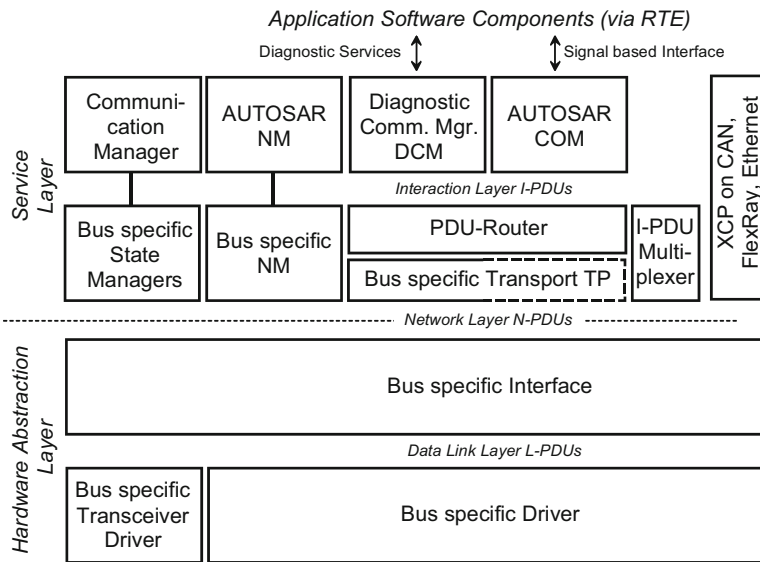 Application Software Components (via RTE)
Diagnostic Services
Signal based Interface
Service
Layer
Communi-
cation
Manager
AUTOSAR
NM
Diagnostic
Comm. Mgr.
DCM
AUTOSAR
COM
XCP on CAN,
FlexRay, Ethernet
Interaction Layer I-PDUs
Bus specific
State
Managers
Bus specific
NM
PDU-Router
Bus specific Transport TP
I-PDU
Multi-
plexer
Network Layer N-PDUs
Hardware Abstraction
Layer
Bus specific Interface
Data Link Layer L-PDUs
Bus specific
Transceiver
Driver
Bus specific Driver